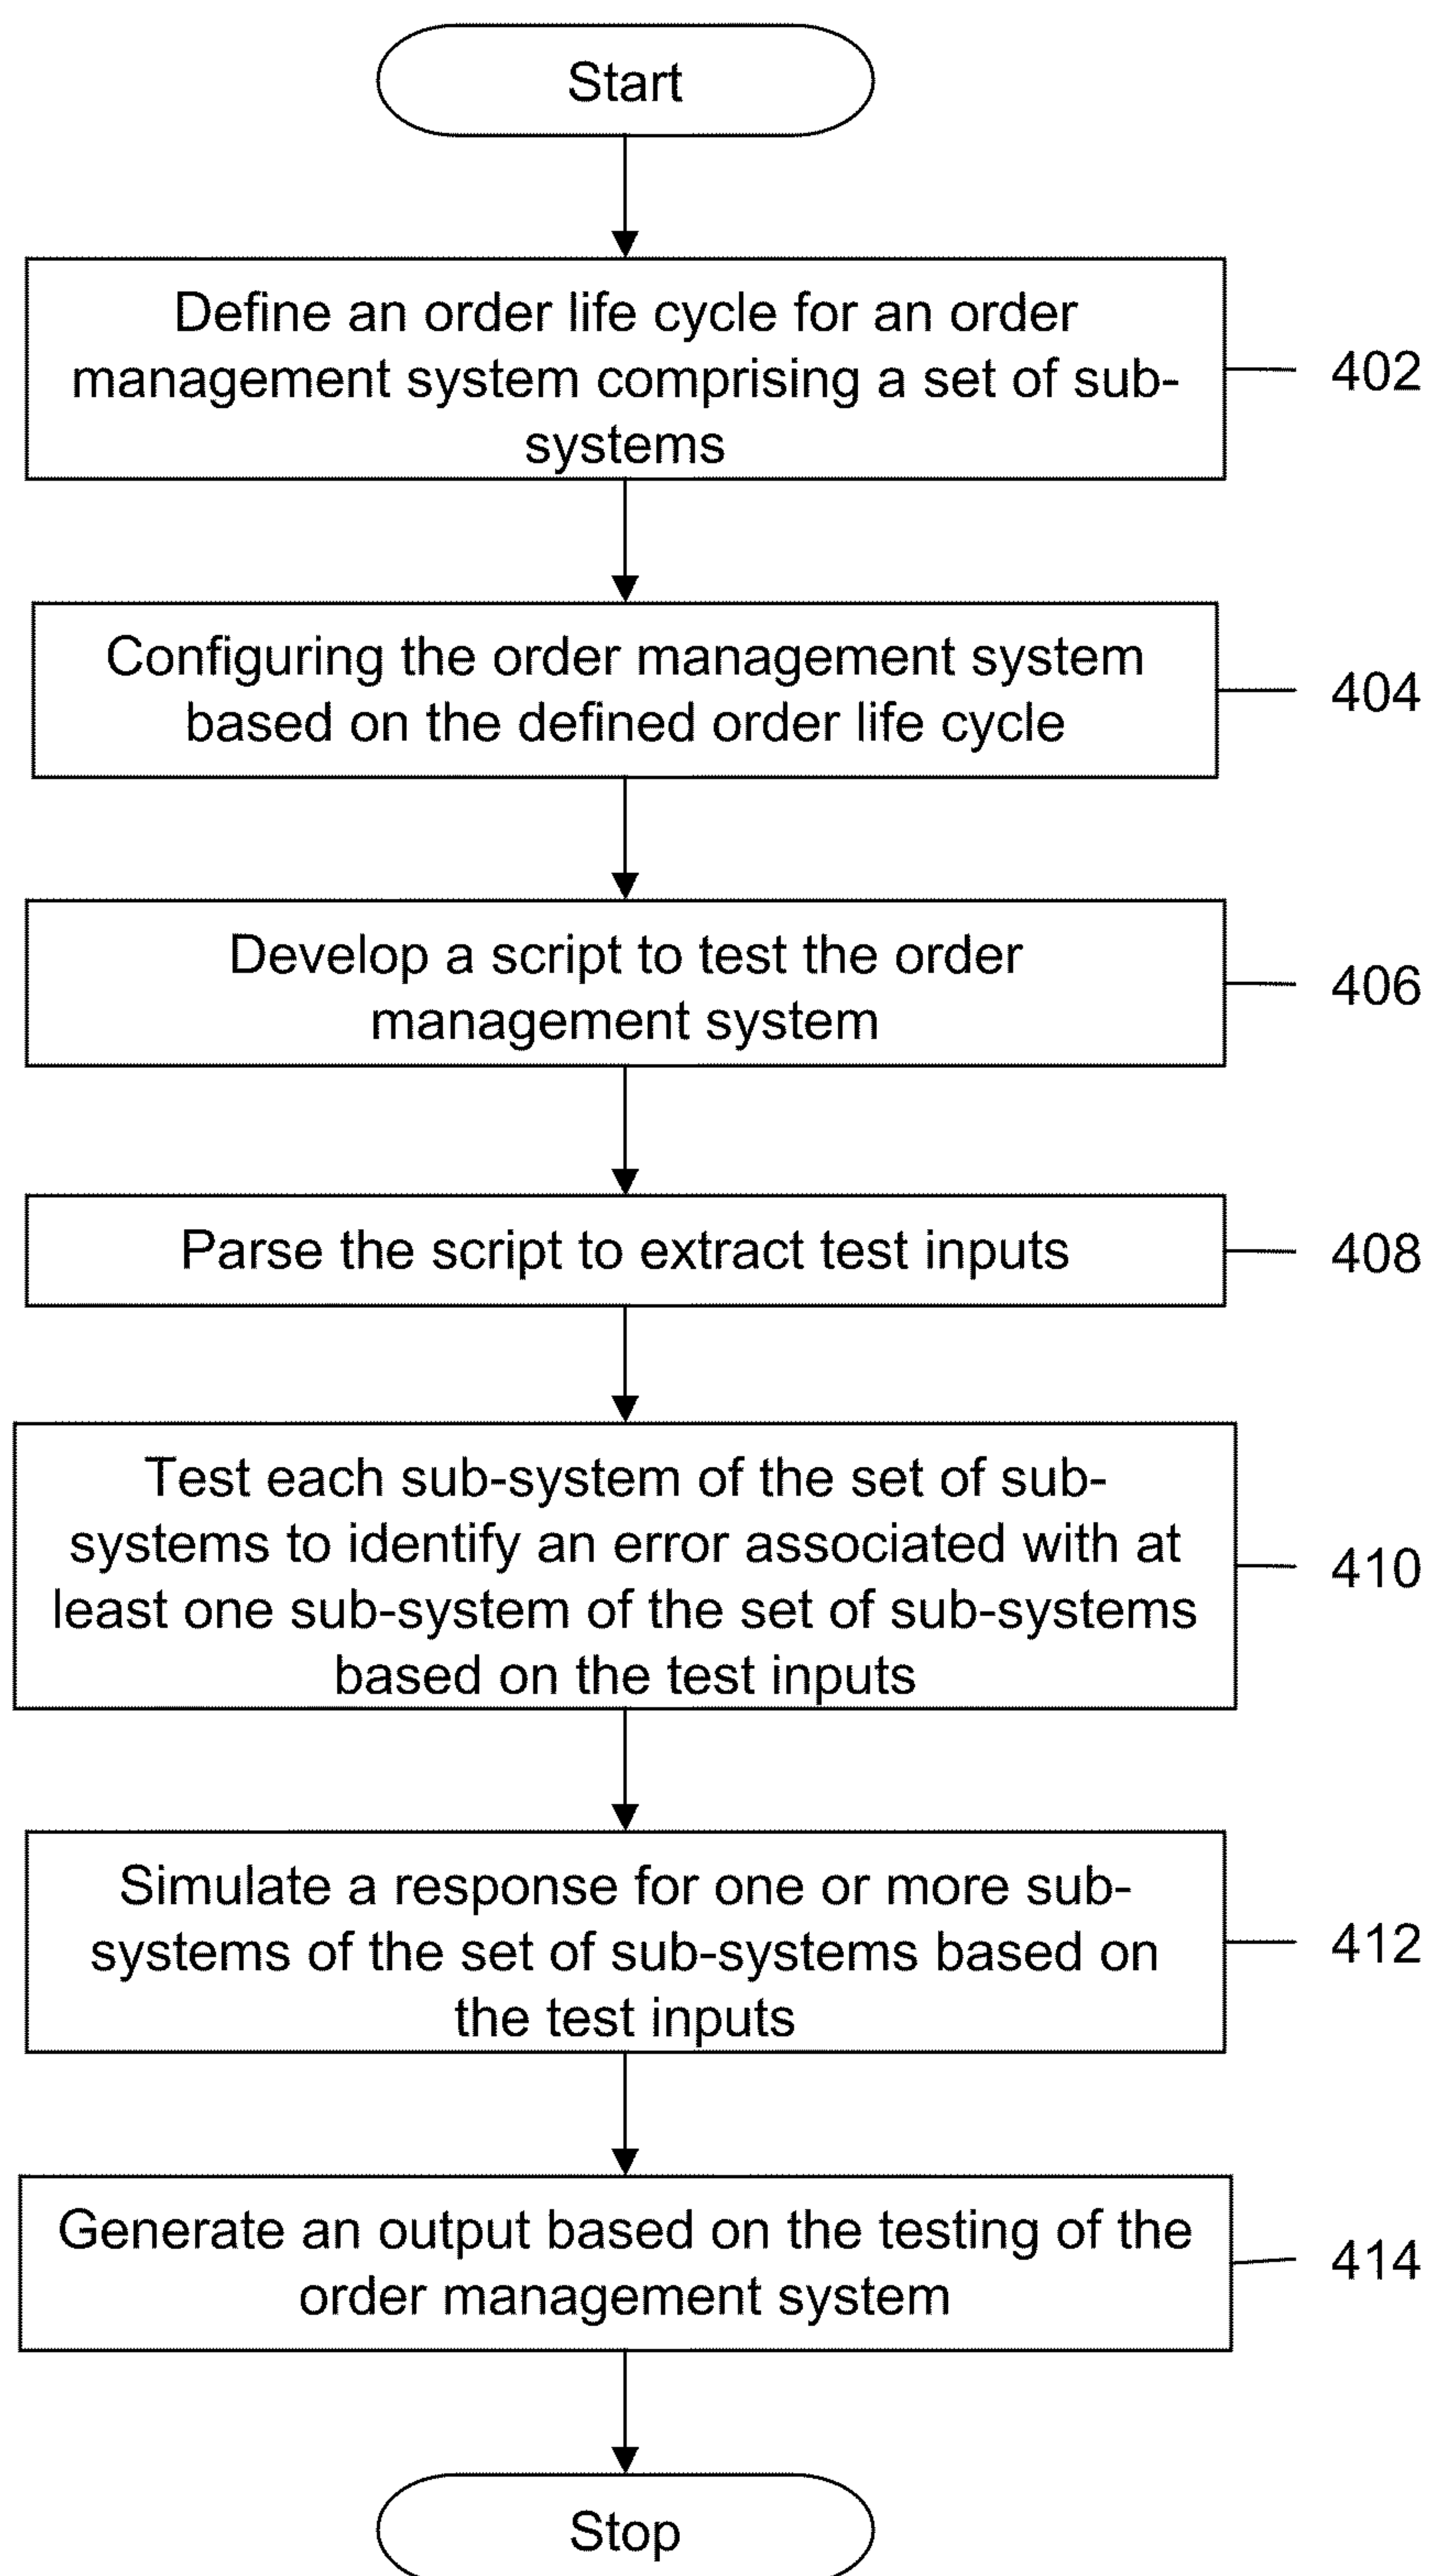 Start
Define an order life cycle for an order
management system comprising a set of sub-
systems
402
Configuring the order management system
based on the defined order life cycle
404
Develop a script to test the order
management system
406
Parse the script to extract test inputs
408
Test each sub-system of the set of sub-
systems to identify an error associated with at
least one sub-system of the set of sub-systems
based on the test inputs
410
Simulate a response for one or more sub-
systems of the set of sub-systems based on
the test inputs
412
Generate an output based on the testing of the
order management system
414
Stop